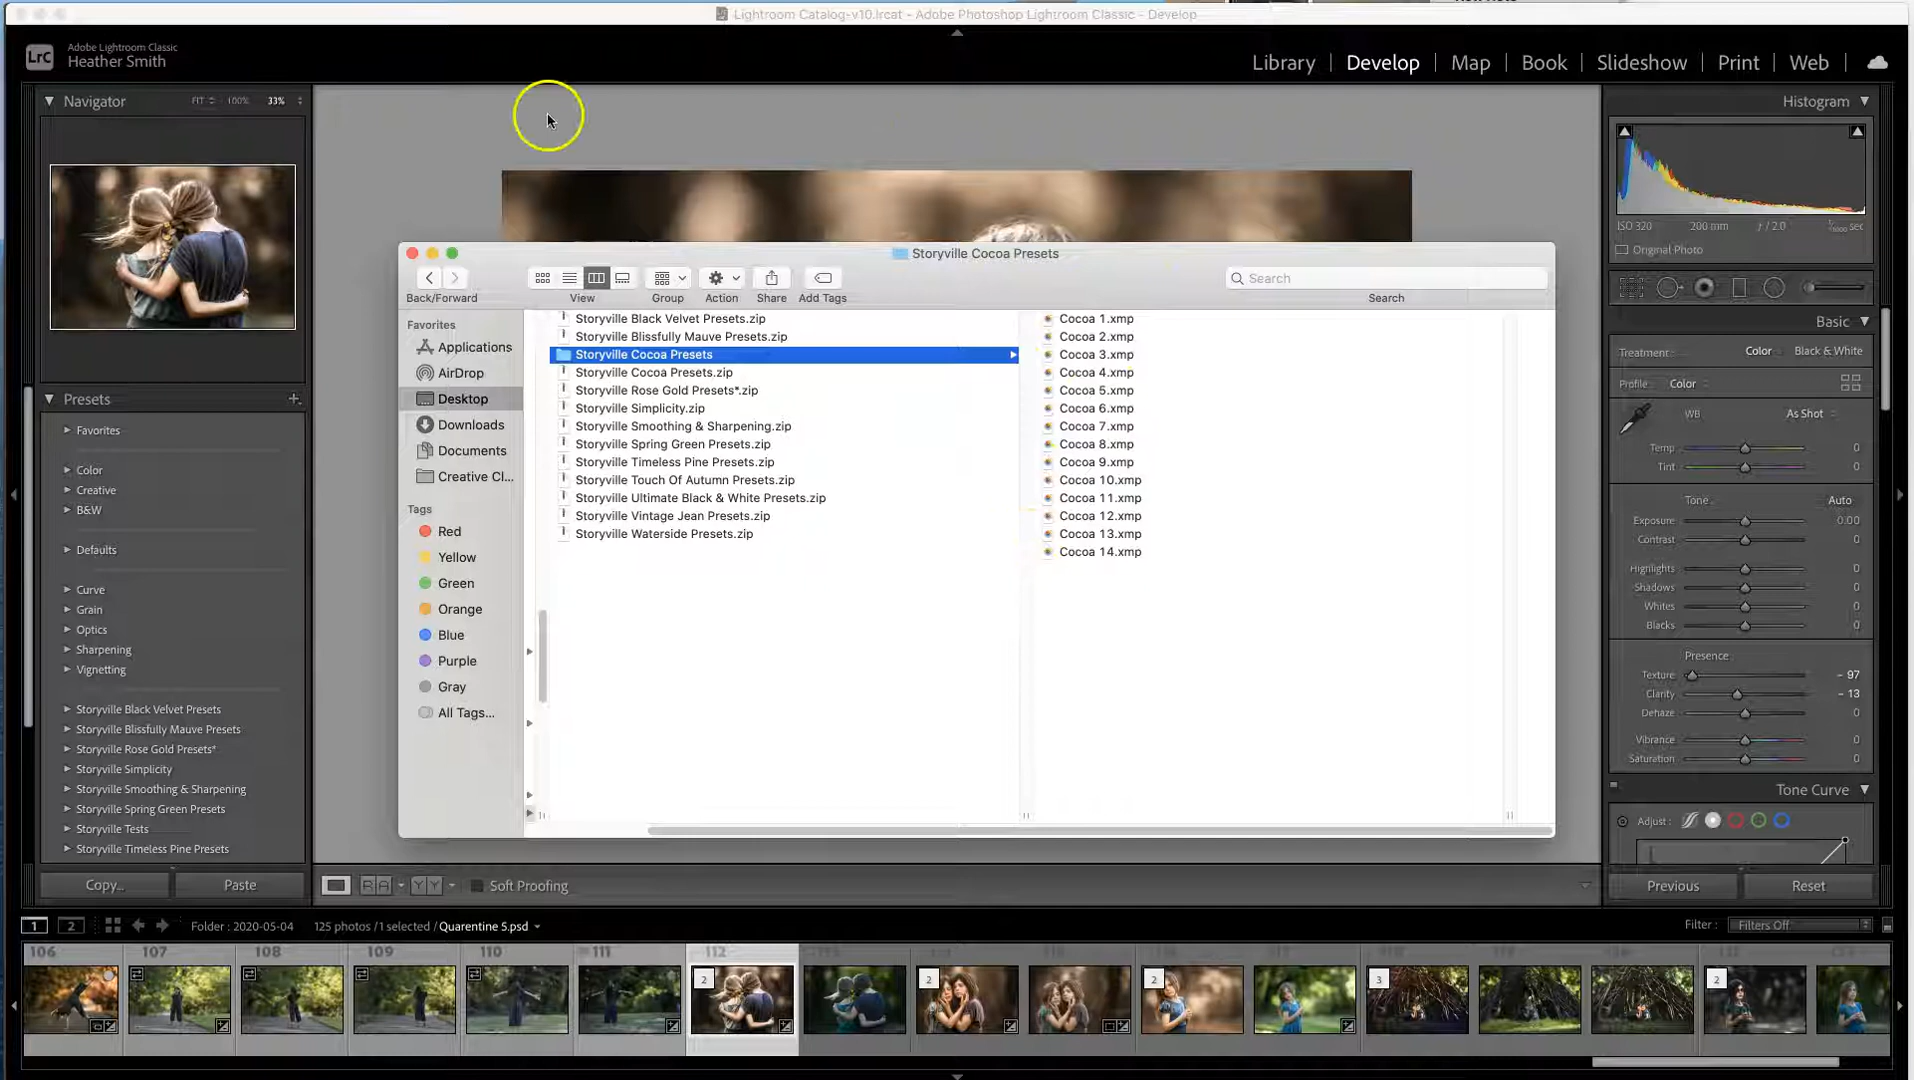 Lightroom Catalog-v10.lrcat - Adobe Photoshop Lightroom Classic - Develop
LrC
Adobe Lightroom Classic
Heather Smith
Library | Develop | Map | Book | Slideshow | Print | Web
Navigator
FIT
100%
33%
Histogram
ISO 320
200 mm
f / 2.0
Original Photo
Basic
Treatment: Color Black & White
Profile: Color
WB: As Shot
Temp 0
Tint 0
Tone Auto
Exposure 0.00
Contrast 0
Highlights 0
Shadows 0
Whites 0
Blacks 0
Presence
Texture - 97
Clarity - 13
Dehaze 0
Vibrance 0
Saturation 0
Tone Curve
Adjust :
Previous
Reset
Presets
Favorites
Color
Creative
B&W
Defaults
Curve
Grain
Optics
Sharpening
Vignetting
Storyville Black Velvet Presets
Storyville Blissfully Mauve Presets
Storyville Rose Gold Presets*
Storyville Simplicity
Storyville Smoothing & Sharpening
Storyville Spring Green Presets
Storyville Tests
Storyville Timeless Pine Presets
Copy...
Paste
Storyville Cocoa Presets
Back/Forward
View
Group
Action
Share
Add Tags
Search
Search
Favorites
Applications
AirDrop
Desktop
Downloads
Documents
Creative Cl...
Tags
Red
Yellow
Green
Orange
Blue
Purple
Gray
All Tags...
Storyville Black Velvet Presets.zip
Storyville Blissfully Mauve Presets.zip
Storyville Cocoa Presets
Storyville Cocoa Presets.zip
Storyville Rose Gold Presets*.zip
Storyville Simplicity.zip
Storyville Smoothing & Sharpening.zip
Storyville Spring Green Presets.zip
Storyville Timeless Pine Presets.zip
Storyville Touch Of Autumn Presets.zip
Storyville Ultimate Black & White Presets.zip
Storyville Vintage Jean Presets.zip
Storyville Waterside Presets.zip
Cocoa 1.xmp
Cocoa 2.xmp
Cocoa 3.xmp
Cocoa 4.xmp
Cocoa 5.xmp
Cocoa 6.xmp
Cocoa 7.xmp
Cocoa 8.xmp
Cocoa 9.xmp
Cocoa 10.xmp
Cocoa 11.xmp
Cocoa 12.xmp
Cocoa 13.xmp
Cocoa 14.xmp
RA
YY
Soft Proofing
1
2
Folder : 2020-05-04
125 photos / 1 selected / Quarentine 5.psd
Filter : Filters Off
106
107
108
109
110
111
112
2
2
2
3
2